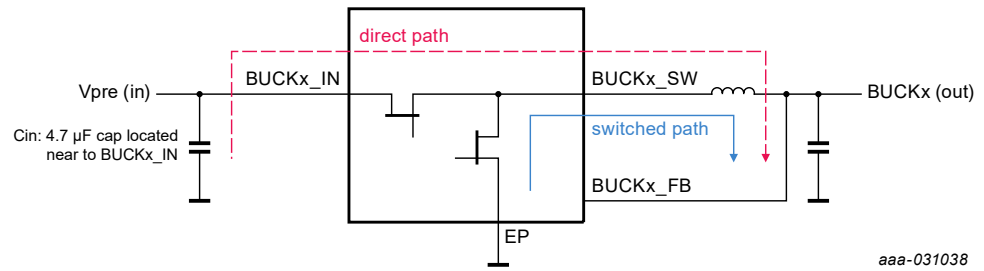 direct path
BUCKx_IN
BUCKx_SW
Vpre (in)
BUCKx (out)
Cin: 4.7 µF cap located
near to BUCKx_IN
switched path
BUCKx_FB
EP
aaa-031038